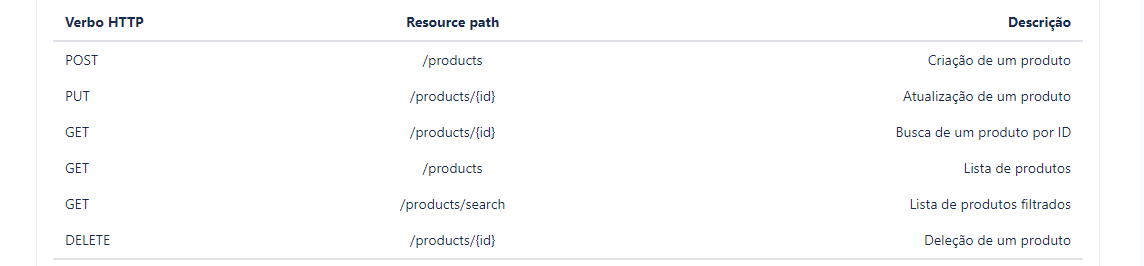 Verbo HTTP Resource path Descrição
POST /products Criação de um produto
PUT /products/{id} Atualização de um produto
GET /products/{id} Busca de um produto por ID
GET /products Lista de produtos
GET /products/search Lista de produtos filtrados
DELETE /products/{id} Deleção de um produto